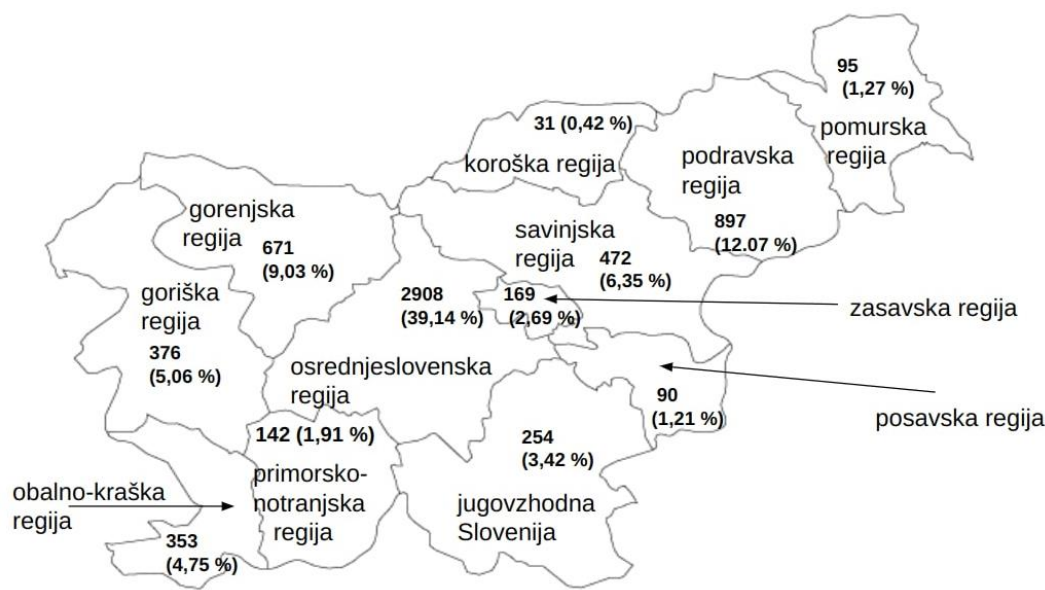 95
(1,27 %)
pomurska
regija
31 (0,42 %)
koroška regija
podravska
regija
897
(12.07 %)
gorenjska
regija
671
(9,03 %)
savinjska
regija
472
(6,35 %)
goriška
regija
376
(5,06 %)
2908
(39,14 %)
osrednjeslovenska
regija
169
(2,69 %)
zasavska regija
90
(1,21 %)
posavska regija
142 (1,91 %)
primorsko-
notranjska
regija
254
(3,42 %)
jugovzhodna
Slovenija
obalno-kraška
regija
353
(4,75 %)